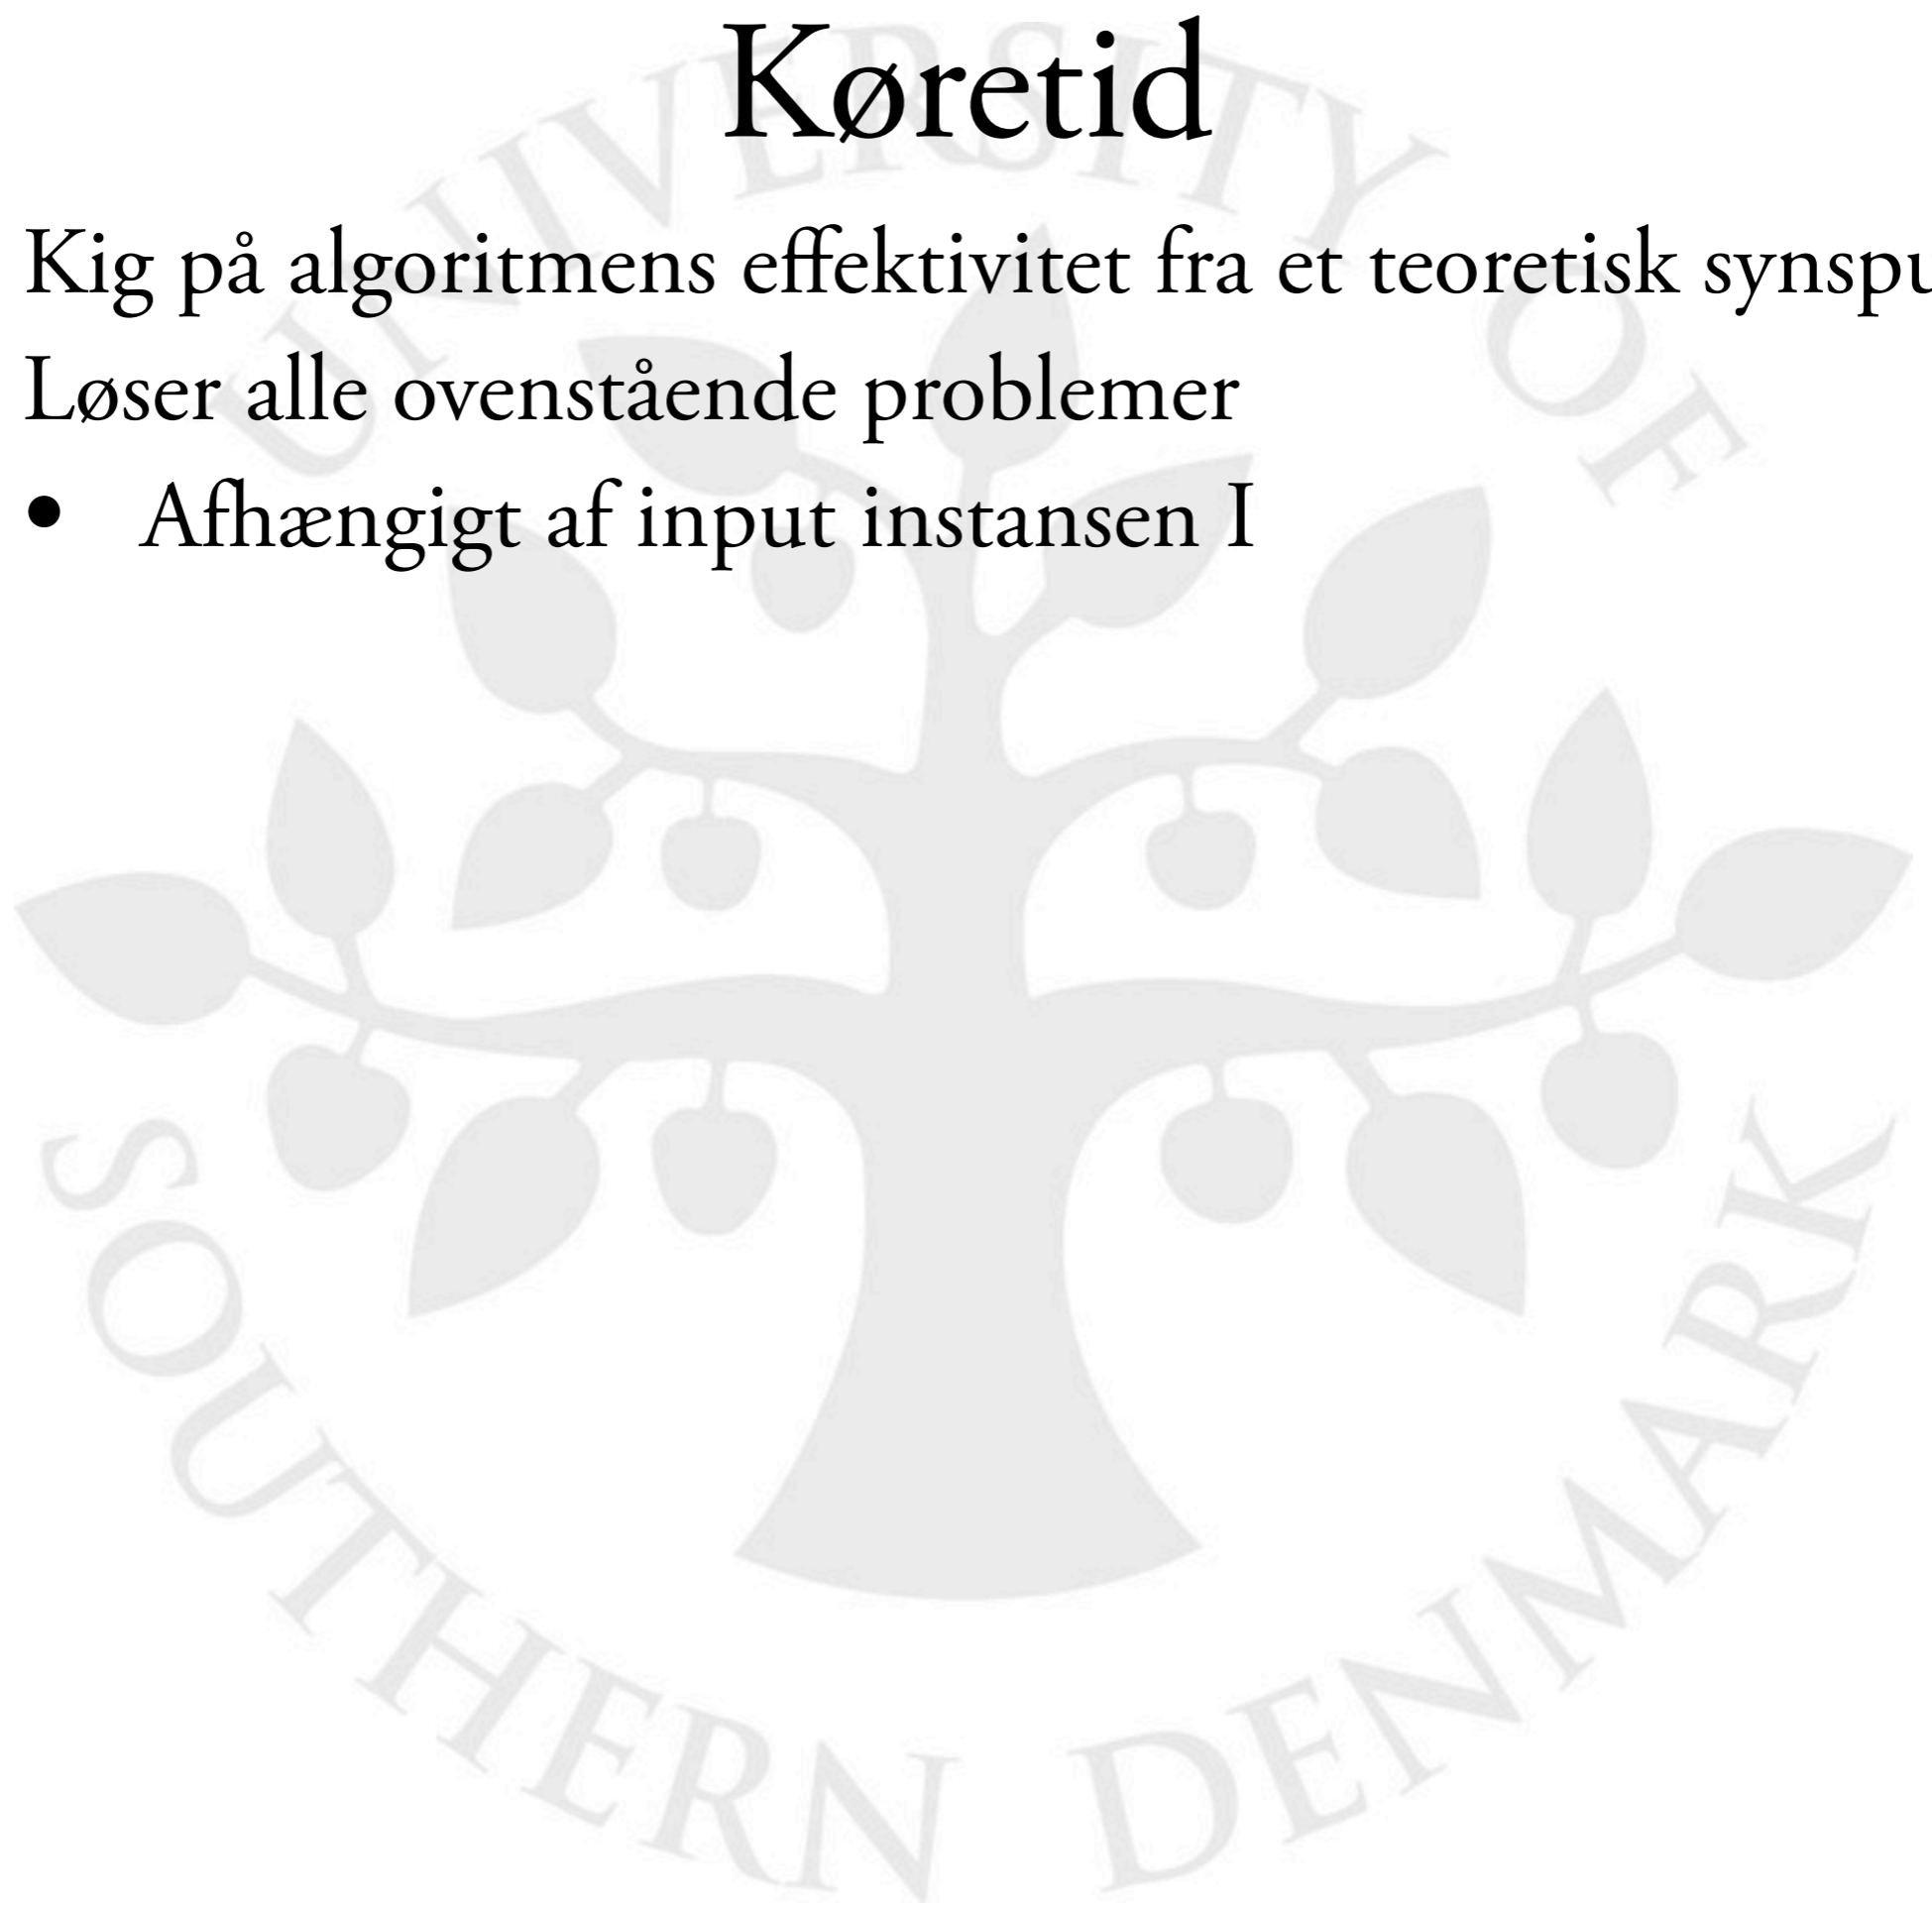 Køretid
Kig på algoritmens effektivitet fra et teoretisk synspu
Løser alle ovenstående problemer
• Afhængigt af input instansen I
UNIVERSITY OF
SOUTHERN DENMARK